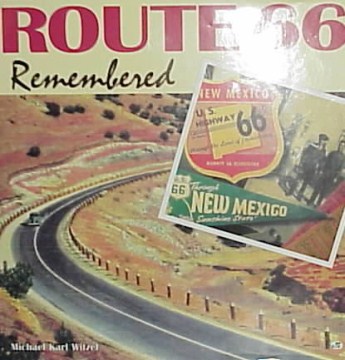 ROUTE 66
Remembered
NEW MEXICO
U.S.
HIGHWAY
66
66
Through
NEW MEXICO
Sunshine State
Michael Karl Witzel